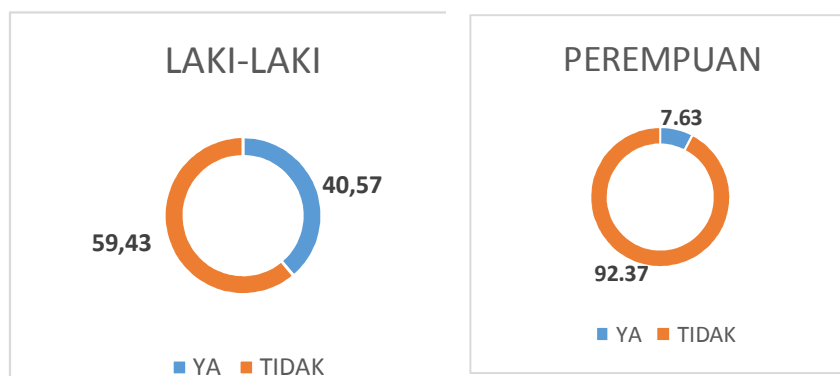 LAKI-LAKI
40,57
59,43
YA TIDAK
PEREMPUAN
7.63
92.37
YA TIDAK